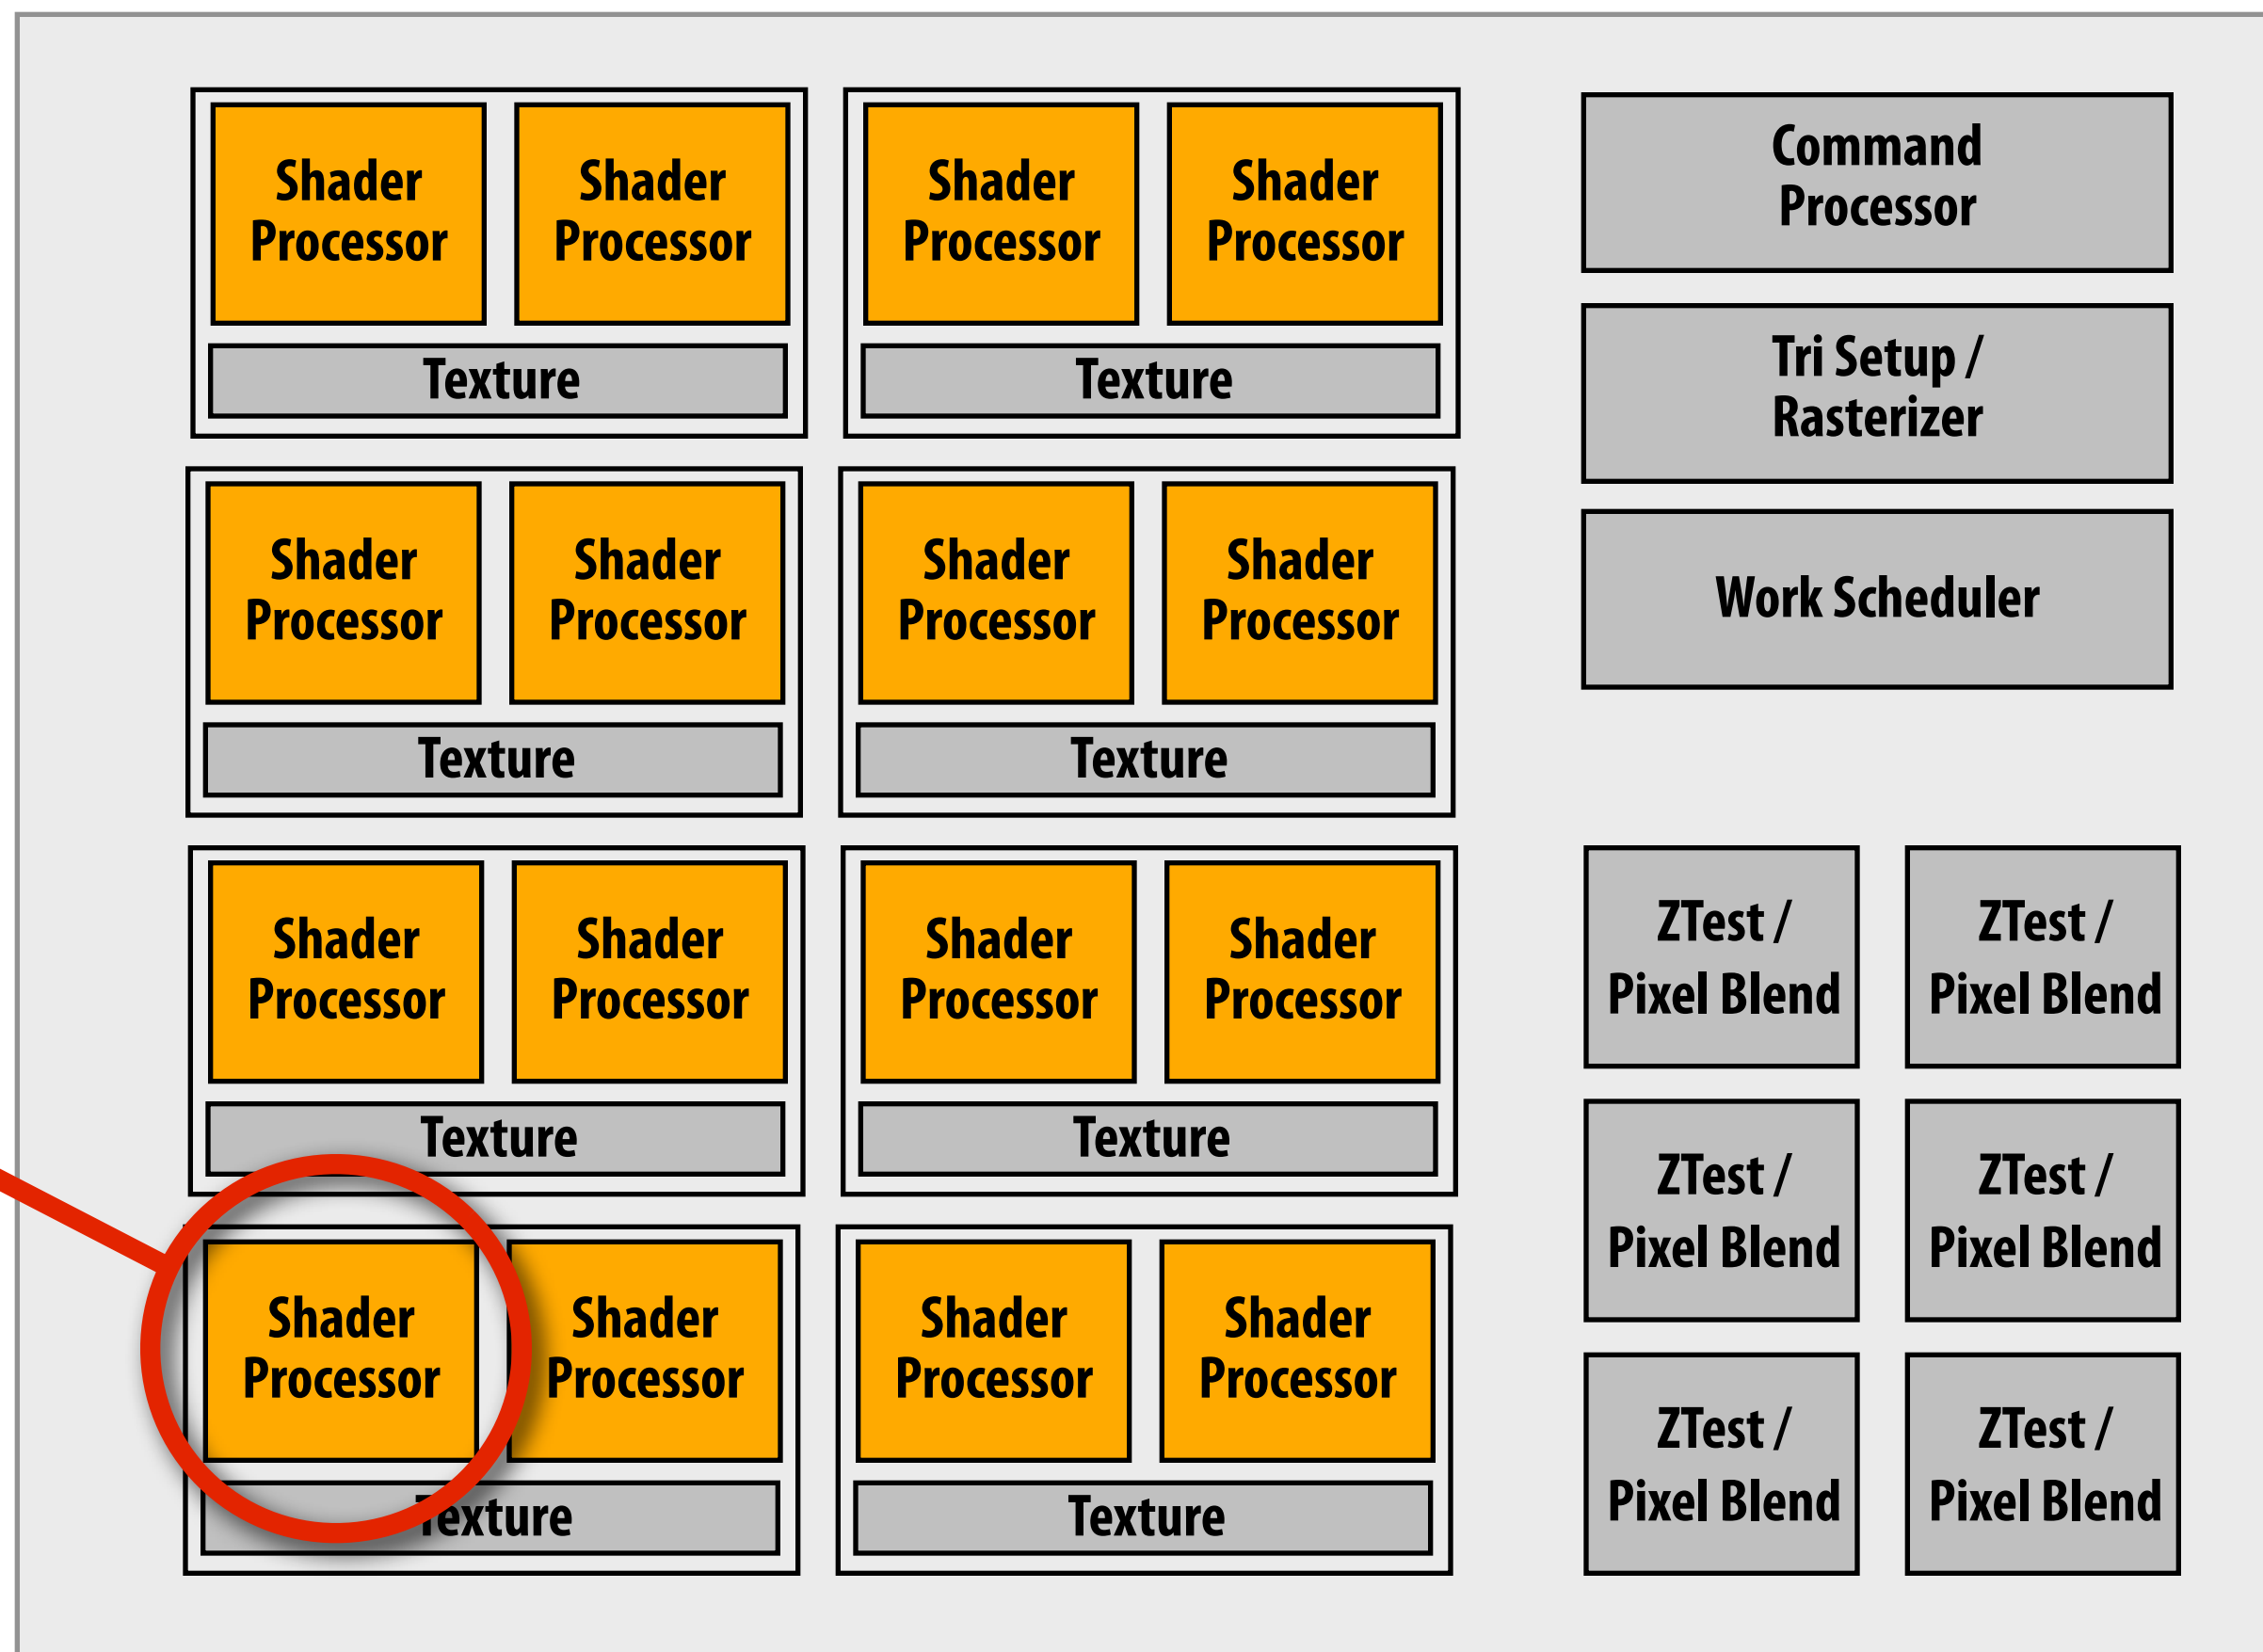 Shader
Processor
Shader
Processor
Texture
Shader
Processor
Shader
Processor
Texture
Shader
Processor
Shader
Processor
Texture
Shader
Processor
Shader
Processor
Texture
Shader
Processor
Shader
Processor
Texture
Shader
Processor
Shader
Processor
Texture
Shader
Processor
Shader
Processor
Texture
Shader
Processor
Shader
Processor
Texture
Command
Processor
Tri Setup /
Rasterizer
Work Scheduler
ZTest /
Pixel Blend
ZTest /
Pixel Blend
ZTest /
Pixel Blend
ZTest /
Pixel Blend
ZTest /
Pixel Blend
ZTest /
Pixel Blend